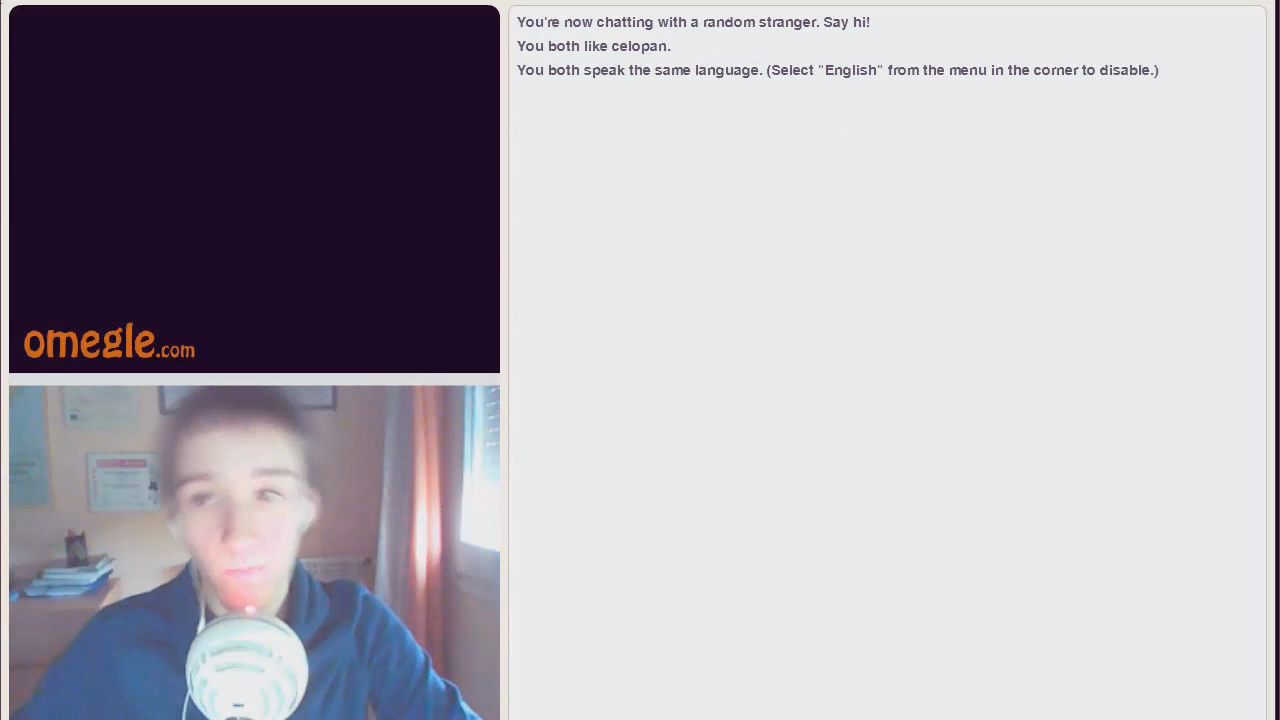 You're now chatting with a random stranger. Say hi!
You both like celopan.
You both speak the same language. (Select "English" from the menu in the corner to disable.)
omegle.com